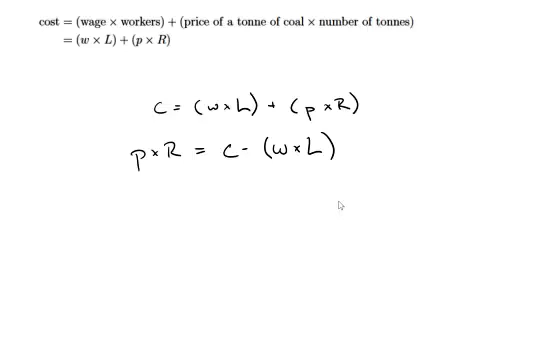 cost = (wage × workers) + (price of a tonne of coal × number of tonnes)
= (w × L) + (p × R)
C = (w × L) + (p × R)
p × R = C - (w × L)